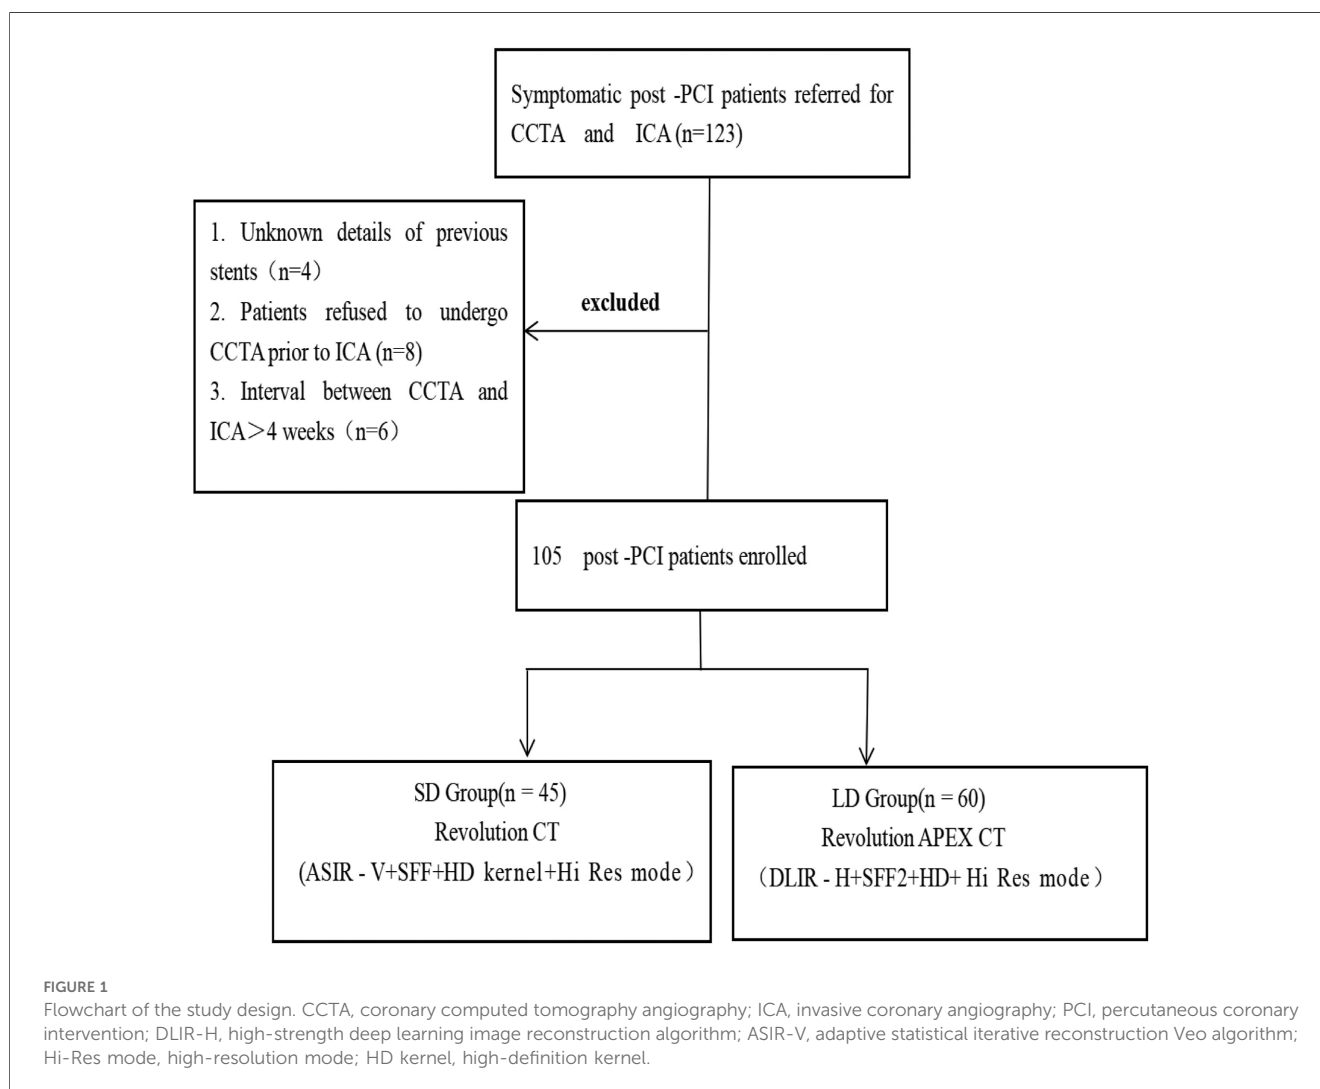 Symptomatic post -PCI patients referred for
CCTA and ICA (n=123)
1. Unknown details of previous
stents（n=4）
2. Patients refused to undergo
CCTA prior to ICA (n=8)
3. Interval between CCTA and
ICA＞4 weeks（n=6）
excluded
105 post -PCI patients enrolled
SD Group(n = 45)
Revolution CT
(ASIR - V+SFF+HD kernel+Hi Res mode）
LD Group(n = 60)
Revolution APEX CT
（DLIR - H+SFF2+HD+ Hi Res mode）
FIGURE 1
Flowchart of the study design. CCTA, coronary computed tomography angiography; ICA, invasive coronary angiography; PCI, percutaneous coronary
intervention; DLIR-H, high-strength deep learning image reconstruction algorithm; ASIR-V, adaptive statistical iterative reconstruction Veo algorithm;
Hi-Res mode, high-resolution mode; HD kernel, high-definition kernel.